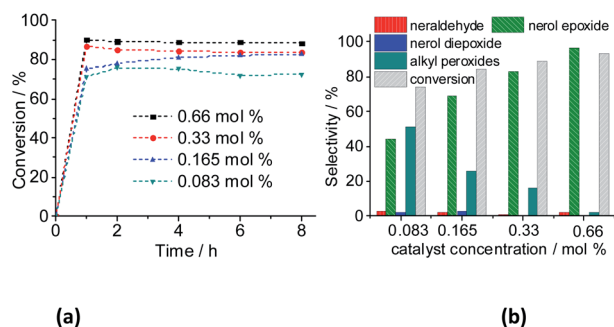 100
80
60
40
20
0
Conversion / %
0.66 mol %
0.33 mol %
0.165 mol %
0.083 mol %
0 2 4 6 8
Time / h
(a)
neraldehyde nerol epoxide
nerol diepoxide
alkyl peroxides
conversion
100
80
60
40
20
0
Selectivity / %
0.083 0.165 0.33 0.66
catalyst concentration / mol %
(b)